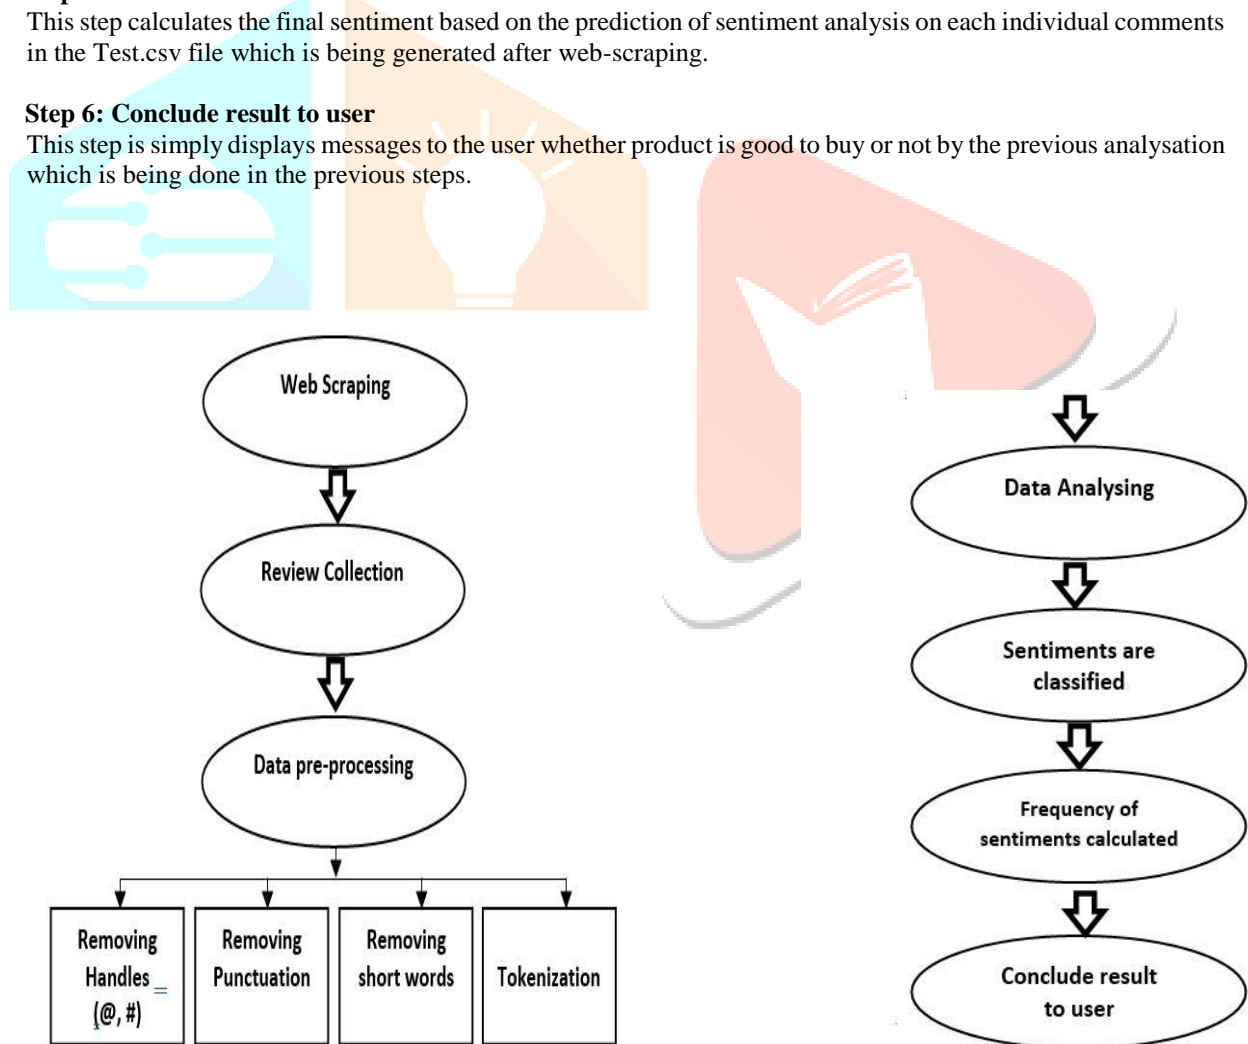 This step calculates the final sentiment based on the prediction of sentiment analysis on each individual comments
in the Test.csv file which is being generated after web-scraping.
Step 6: Conclude result to user
This step is simply displays messages to the user whether product is good to buy or not by the previous analysation
which is being done in the previous steps.
Web Scraping
Review Collection
Data pre-processing
Removing
Handles
(@, #)
Removing
Punctuation
Removing
short words
Tokenization
Data Analysing
Sentiments are
classified
Frequency of
sentiments calculated
Conclude result
to user